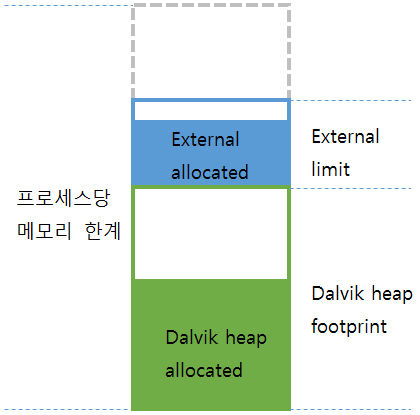 External
allocated
External
limit
프로세스당
메모리 한계
Dalvik heap
footprint
Dalvik heap
allocated